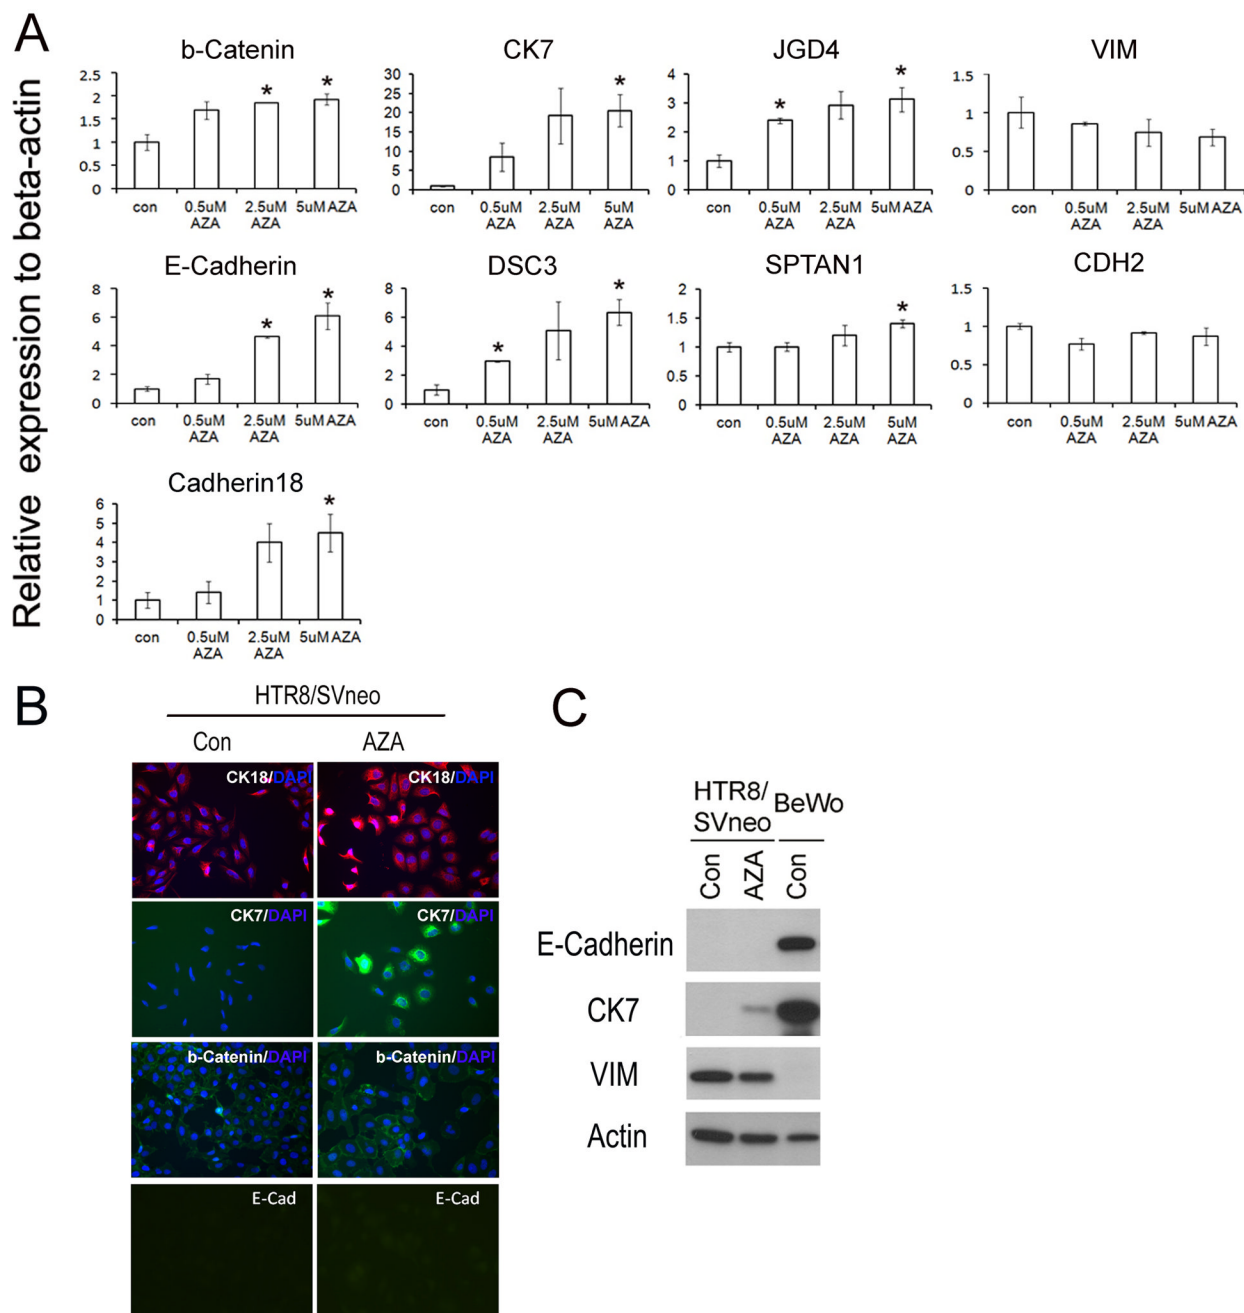 A
Relative expression to beta-actin
b-Catenin
2.5
2
1.5
1
0.5
0
con
0.5uM
AZA
2.5uM
AZA
5uM AZA
*
*
CK7
30
25
20
15
10
5
0
con
0.5uM
AZA
2.5uM
AZA
5uM
AZA
*
JGD4
4
3
2
1
0
con
0.5uM
AZA
2.5uM
AZA
5uM AZA
*
*
VIM
1.5
1
0.5
0
con
0.5uM
AZA
2.5uM
AZA
5uM AZA
E-Cadherin
8
6
4
2
0
con
0.5uM
AZA
2.5uM
AZA
5uM AZA
*
*
DSC3
8
6
4
2
0
con
0.5uM
AZA
2.5uM
AZA
5uM AZA
*
*
SPTAN1
2
1.5
1
0.5
0
con
0.5uM
AZA
2.5uM
AZA
5uM
AZA
*
CDH2
1.5
1
0.5
0
con
0.5uM
AZA
2.5uM
AZA
5uM AZA
Cadherin18
6
5
4
3
2
1
0
con
0.5uM
AZA
2.5uM
AZA
5uM AZA
*
B
HTR8/SVneo
Con
AZA
CK18/DAPI
CK18/DAPI
CK7/DAPI
CK7/DAPI
b-Catenin/DAPI
b-Catenin/DAPI
E-Cad
E-Cad
C
HTR8/
SVneo
BeWo
Con
AZA
Con
E-Cadherin
CK7
VIM
Actin